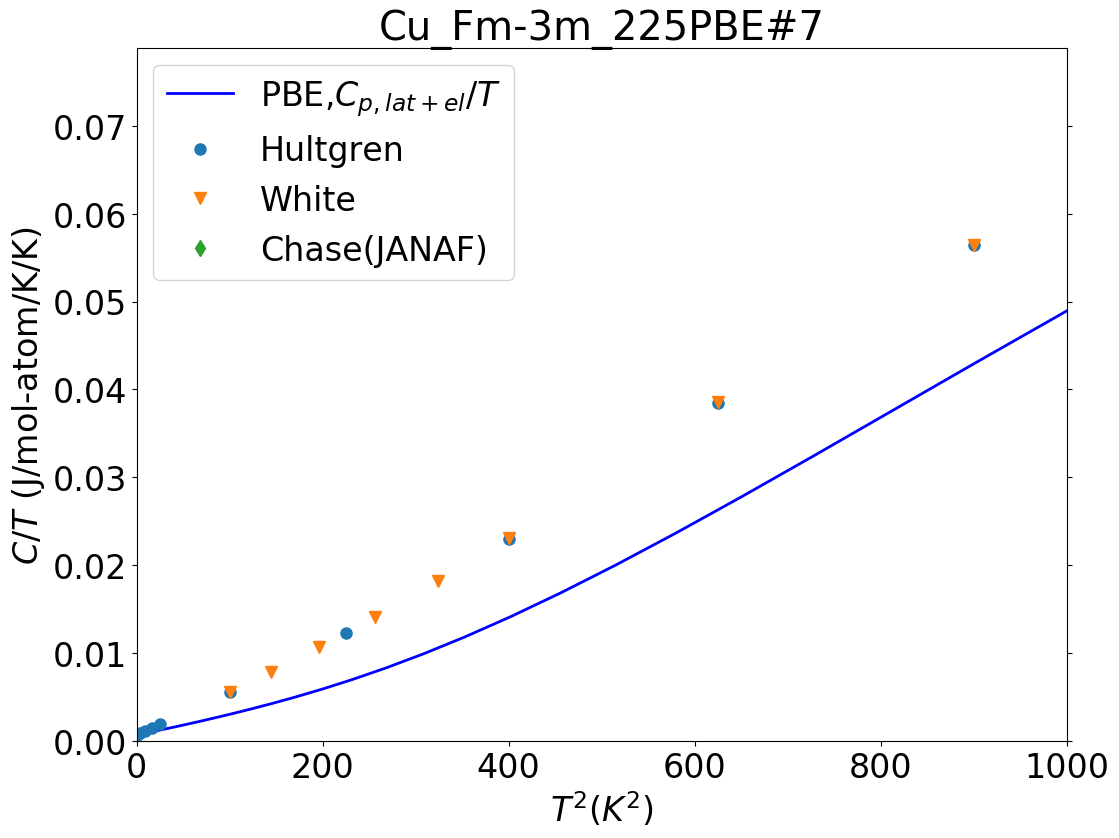 Cu_Fm-3m_225PBE#7
PBE,$C_{p,lat+el}/T$
Hultgren
White
Chase(JANAF)
C/T (J/mol-atom/K/K)
0.07
0.06
0.05
0.04
0.03
0.02
0.01
0.00
0 200 400 600 800 1000
$T^2(K^2)$